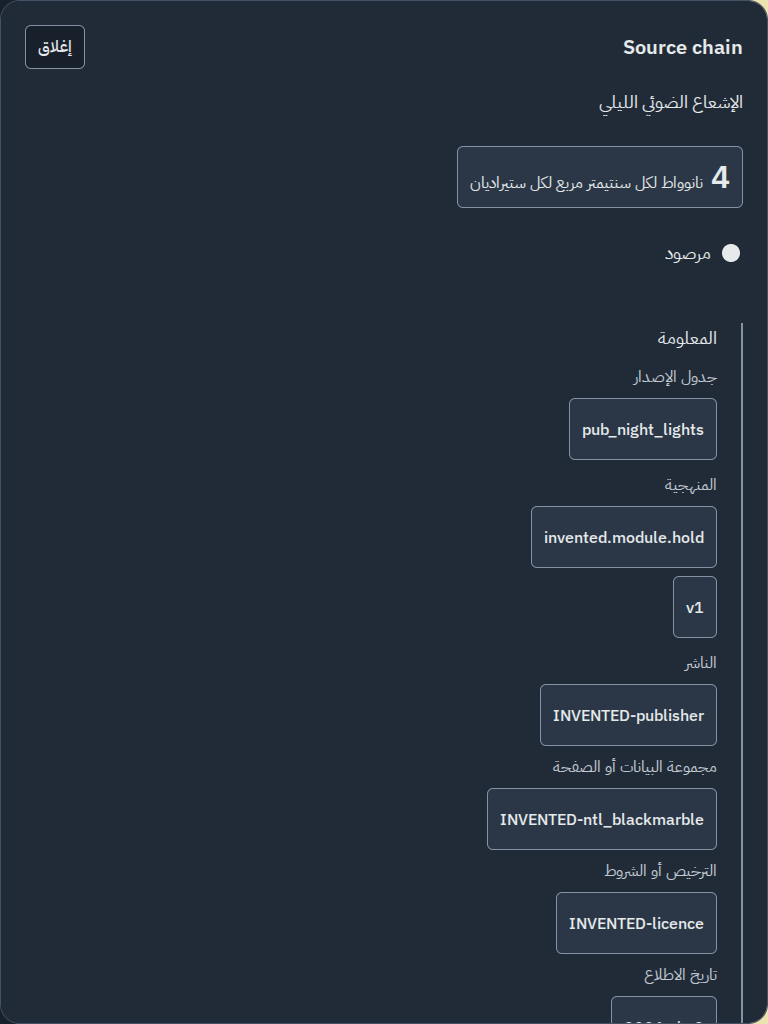 Source chain
إغلاق
الإشعاع الضوئي الليلي
4 نانوواط لكل سنتيمتر مربع لكل ستيراديان
مرصود
المعلومة
جدول الإصدار
pub_night_lights
المنهجية
invented.module.hold
v1
الناشر
INVENTED-publisher
مجموعة البيانات أو الصفحة
INVENTED-ntl_blackmarble
الترخيص أو الشروط
INVENTED-licence
تاريخ الاطلاع